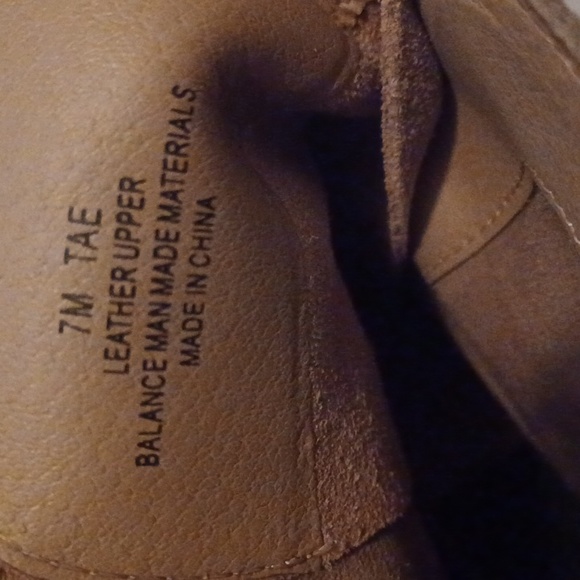 7M TAE
LEATHER UPPER
BALANCE MAN MADE MATERIALS
MADE IN CHINA